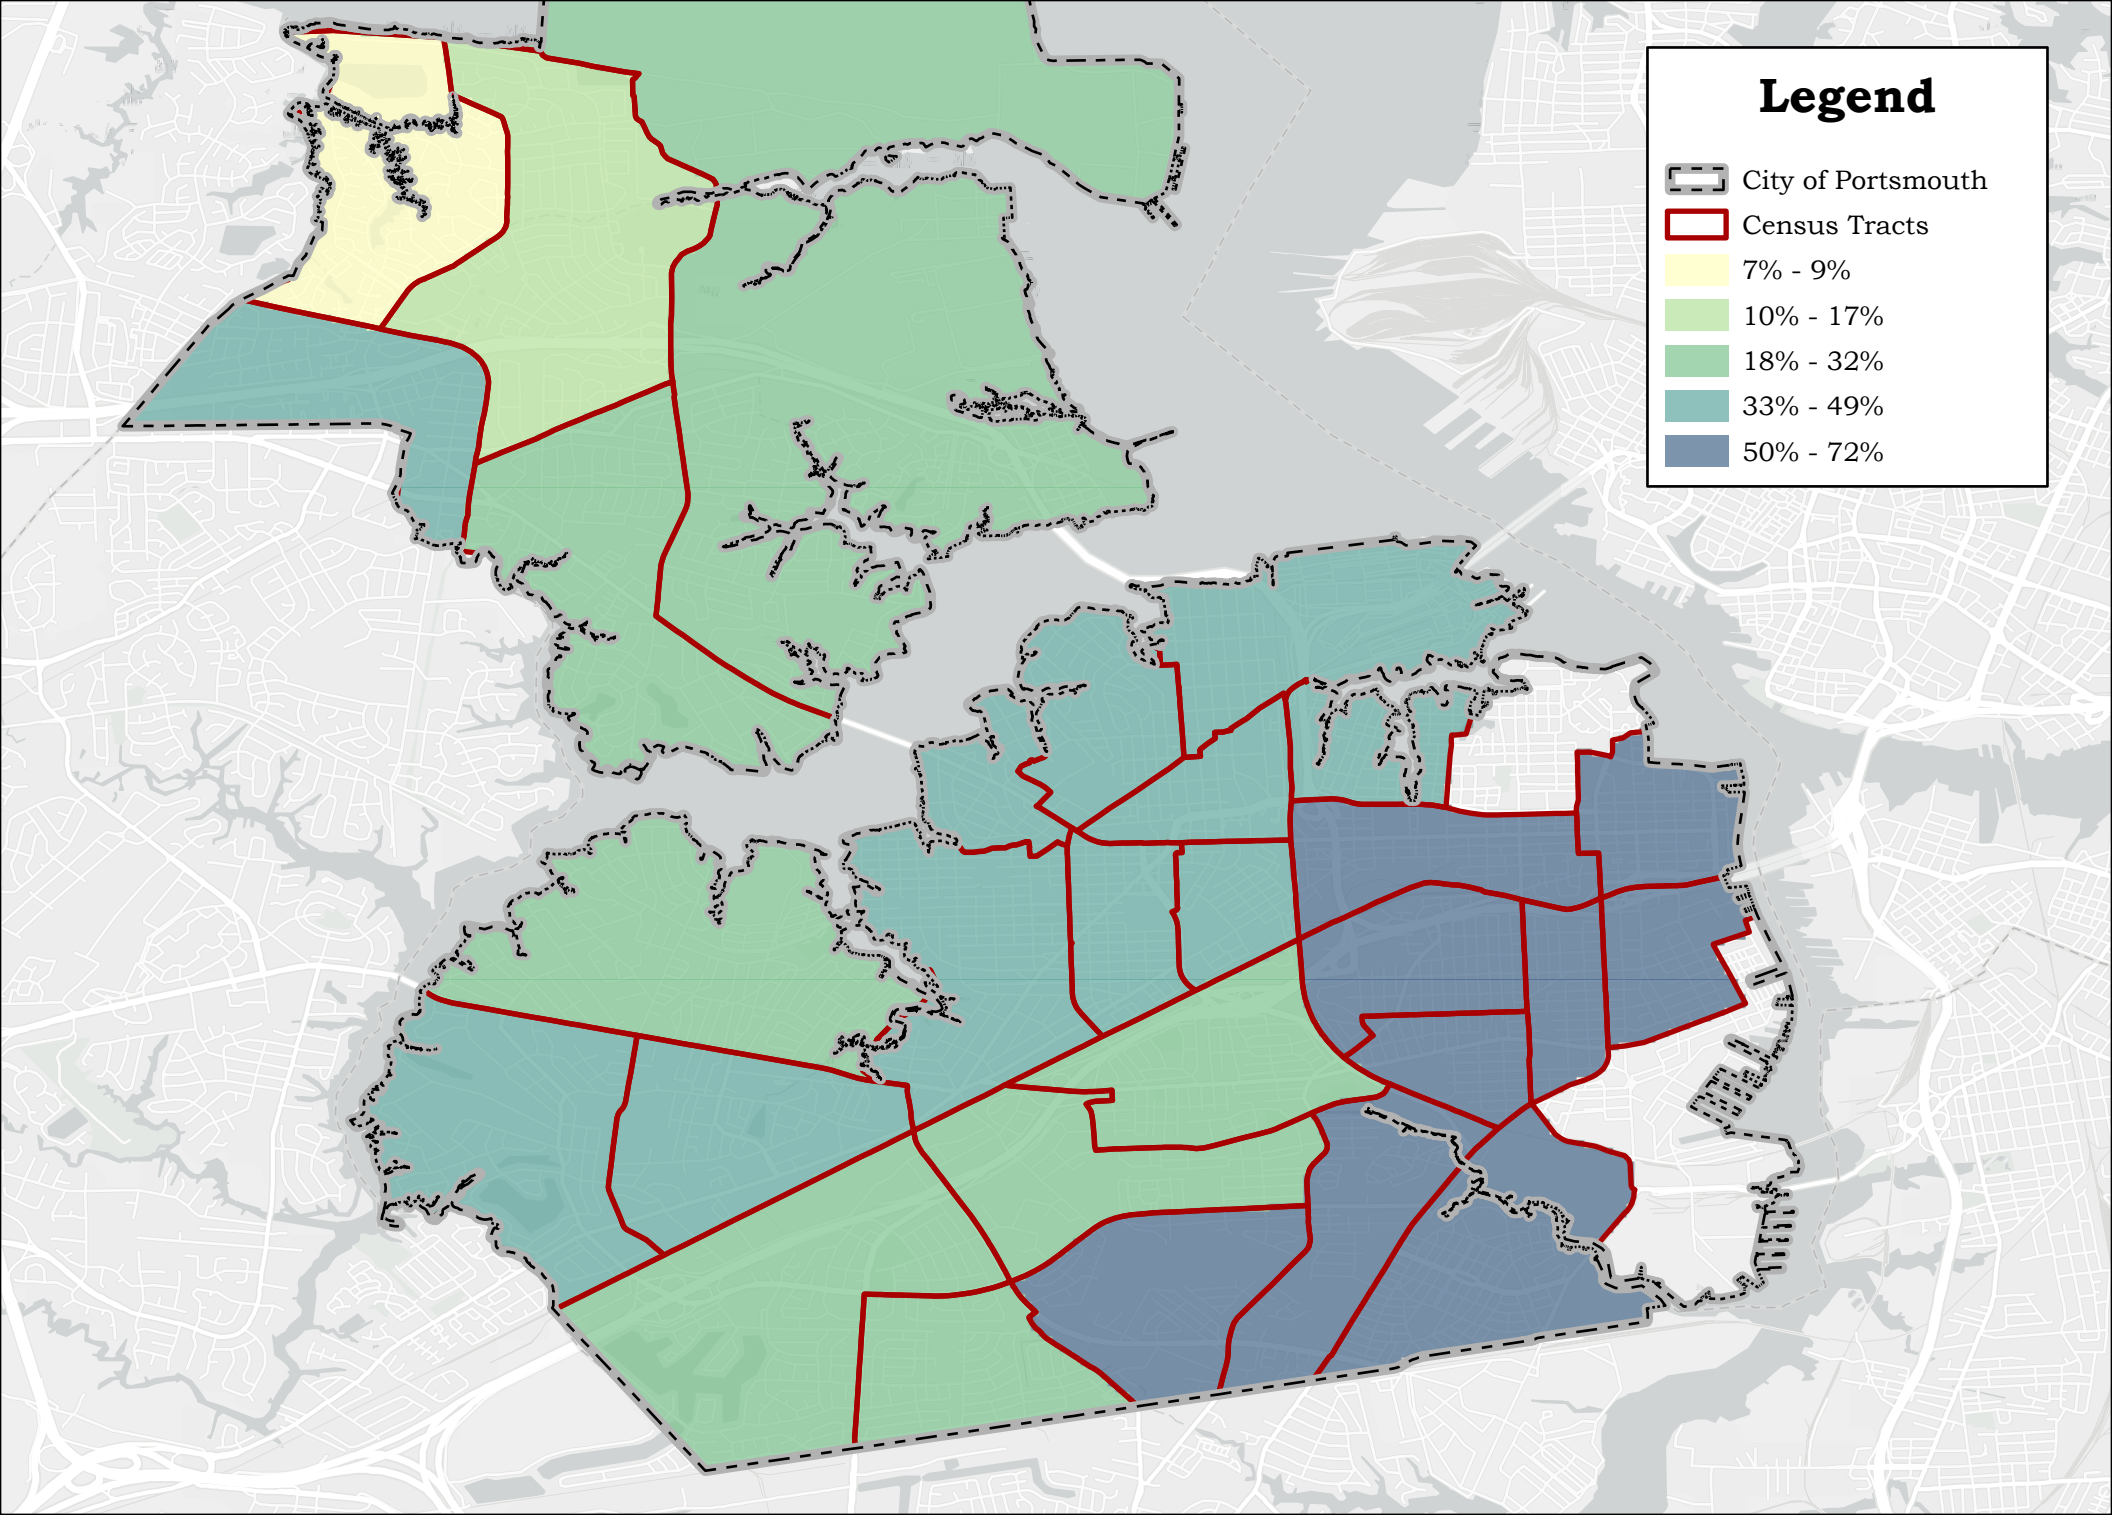 Legend
City of Portsmouth
Census Tracts
7% - 9%
10% - 17%
18% - 32%
33% - 49%
50% - 72%